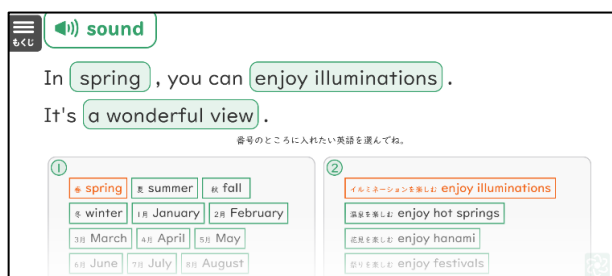 もくじ
sound
In spring , you can enjoy illuminations .
It's a wonderful view .
番号のところに入れたい英語を選んでね。
① ②
春 spring 夏 summer 秋 fall
冬 winter 1月 January 2月 February
3月 March 4月 April 5月 May
6月 June 7月 July 8月 August
イルミネーションを楽しむ enjoy illuminations
温泉を楽しむ enjoy hot springs
花見を楽しむ enjoy hanami
祭りを楽しむ enjoy festivals